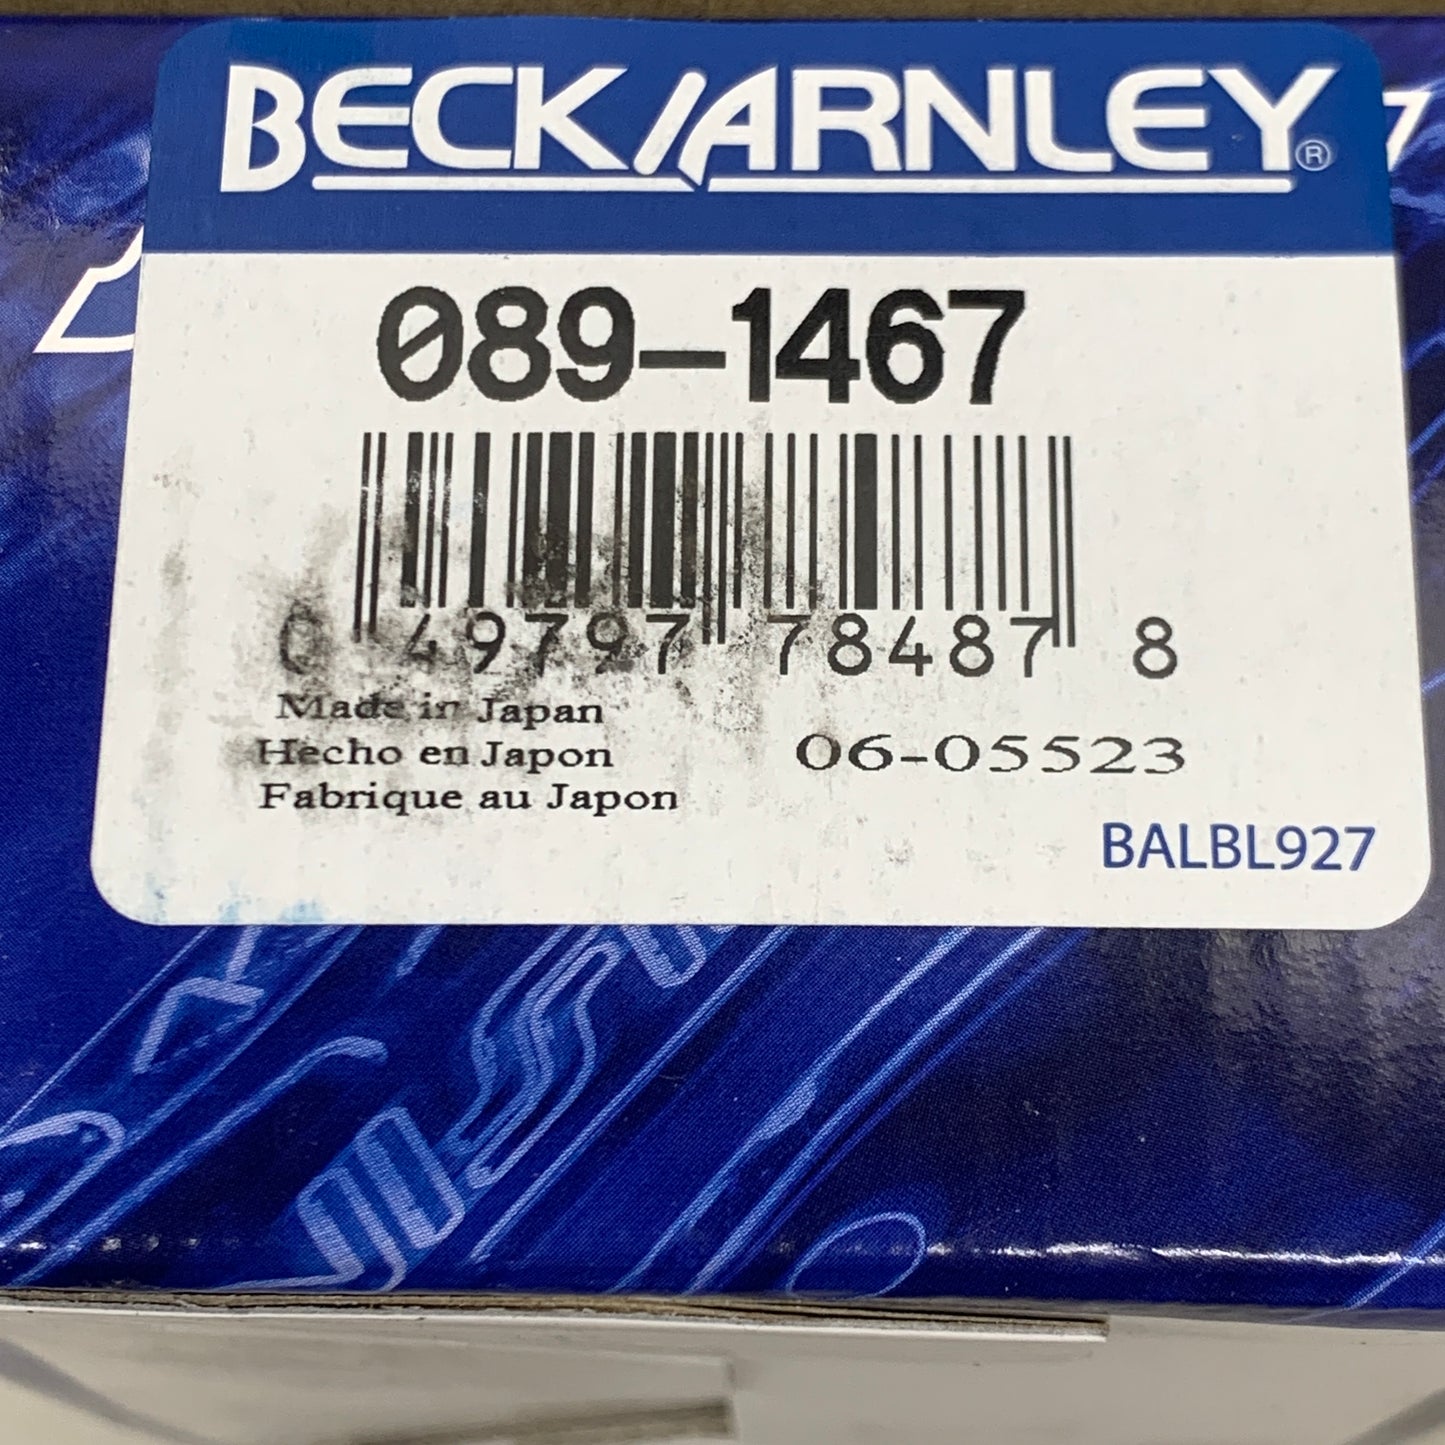 BECK/ARNLEY®
089-1467
0 49797 78487 8
Made in Japan
Hecho en Japon
06-05523
Fabrique au Japon
BALBL927